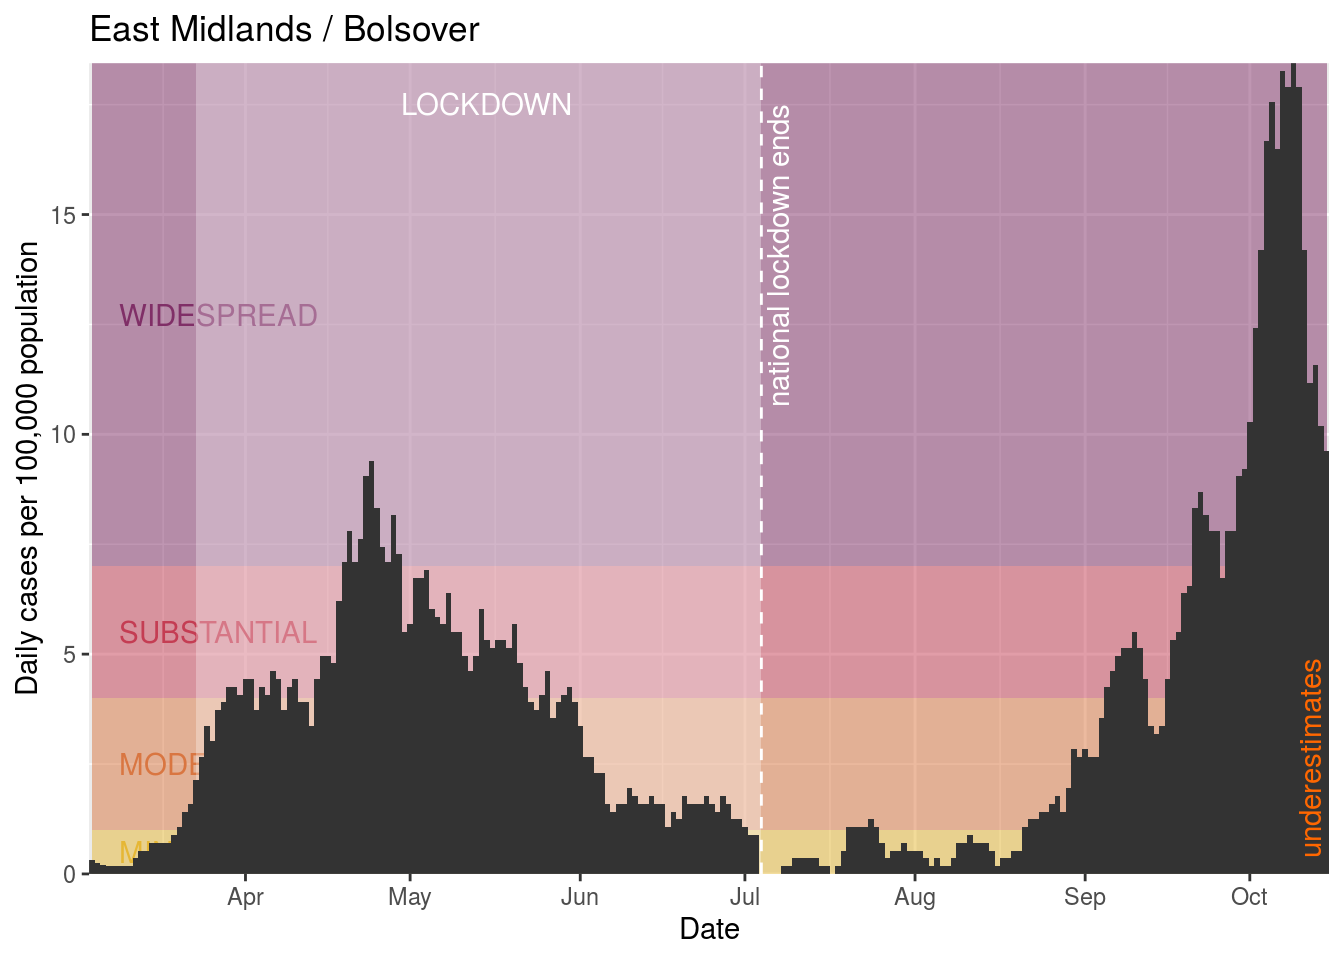 East Midlands / Bolsover
LOCKDOWN
national lockdown ends
WIDESPREAD
SUBSTANTIAL
underestimates
Daily cases per 100,000 population
15
10
5
0
Apr
May
Jun
Jul
Aug
Sep
Oct
Date